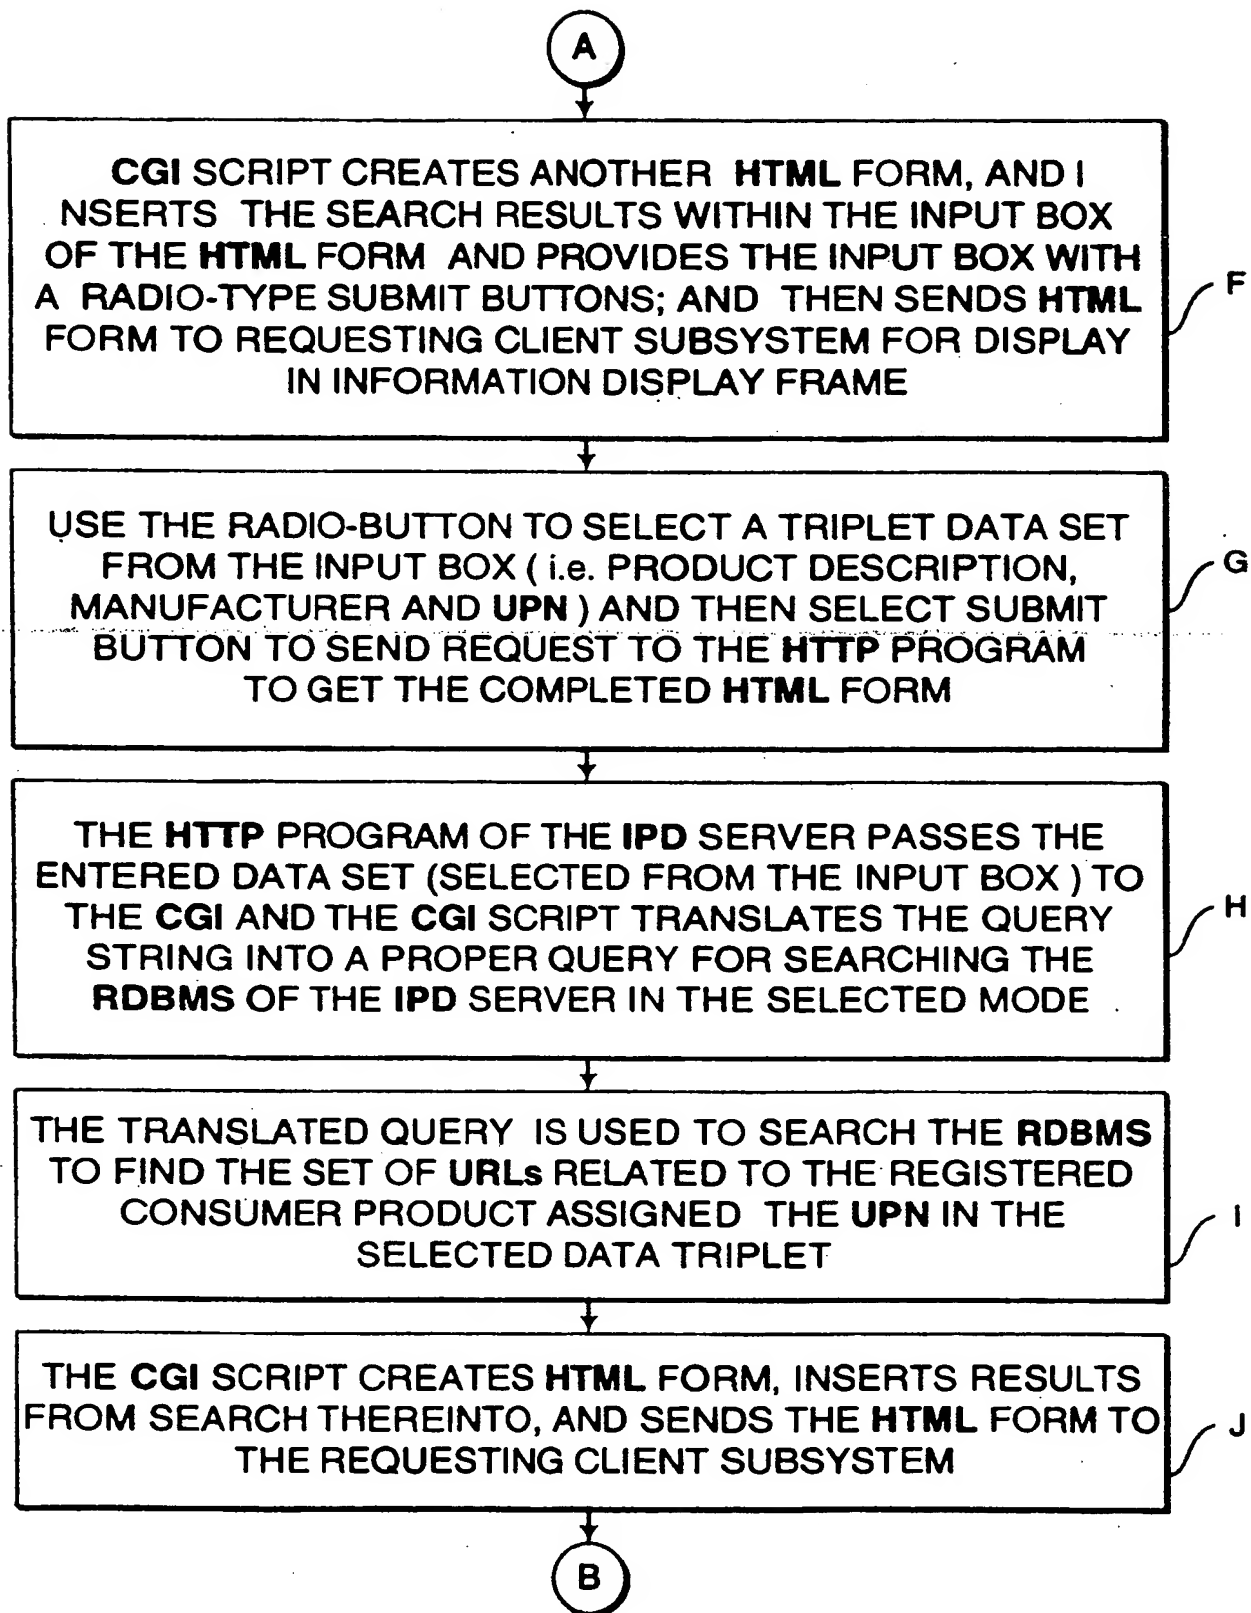 A
CGI SCRIPT CREATES ANOTHER HTML FORM, AND I
NSERTS THE SEARCH RESULTS WITHIN THE INPUT BOX
OF THE HTML FORM AND PROVIDES THE INPUT BOX WITH
A RADIO-TYPE SUBMIT BUTTONS; AND THEN SENDS HTML
FORM TO REQUESTING CLIENT SUBSYSTEM FOR DISPLAY
IN INFORMATION DISPLAY FRAME
F
USE THE RADIO-BUTTON TO SELECT A TRIPLET DATA SET
FROM THE INPUT BOX ( i.e. PRODUCT DESCRIPTION,
MANUFACTURER AND UPN ) AND THEN SELECT SUBMIT
BUTTON TO SEND REQUEST TO THE HTTP PROGRAM
TO GET THE COMPLETED HTML FORM
G
THE HTTP PROGRAM OF THE IPD SERVER PASSES THE
ENTERED DATA SET (SELECTED FROM THE INPUT BOX ) TO
THE CGI AND THE CGI SCRIPT TRANSLATES THE QUERY
STRING INTO A PROPER QUERY FOR SEARCHING THE
RDBMS OF THE IPD SERVER IN THE SELECTED MODE .
H
THE TRANSLATED QUERY IS USED TO SEARCH THE RDBMS
TO FIND THE SET OF URLs RELATED TO THE REGISTERED
CONSUMER PRODUCT ASSIGNED THE UPN IN THE
SELECTED DATA TRIPLET
I
THE CGI SCRIPT CREATES HTML FORM, INSERTS RESULTS
FROM SEARCH THEREINTO, AND SENDS THE HTML FORM TO
THE REQUESTING CLIENT SUBSYSTEM
J
B